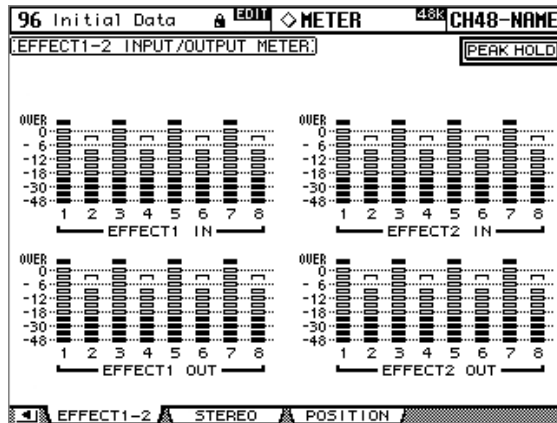 96 Initial Data EDIT ◇METER 48k CH48-NAME
EFFECT1-2 INPUT/OUTPUT METER
PEAK HOLD
OVER OVER
0 0
- 6 - 6
-12 -12
-18 -18
-30 -30
-48 -48
1 2 3 4 5 6 7 8 1 2 3 4 5 6 7 8
EFFECT1 IN EFFECT2 IN
OVER OVER
0 0
- 6 - 6
-12 -12
-18 -18
-30 -30
-48 -48
1 2 3 4 5 6 7 8 1 2 3 4 5 6 7 8
EFFECT1 OUT EFFECT2 OUT
EFFECT1-2 STEREO POSITION